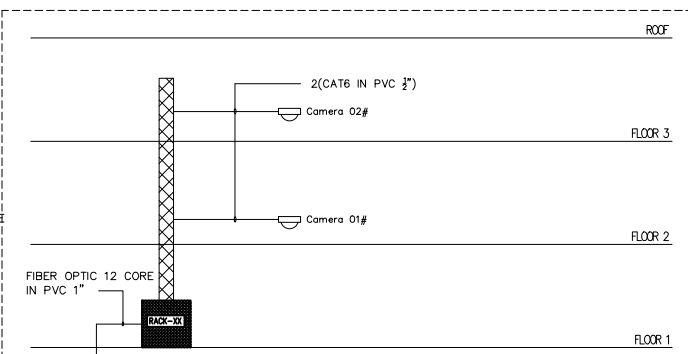 ROOF
2(CAT6 IN PVC ½")
Camera 02#
FLOOR 3
Camera 01#
FLOOR 2
FIBER OPTIC 12 CORE
IN PVC 1"
RACK-XX
FLOOR 1